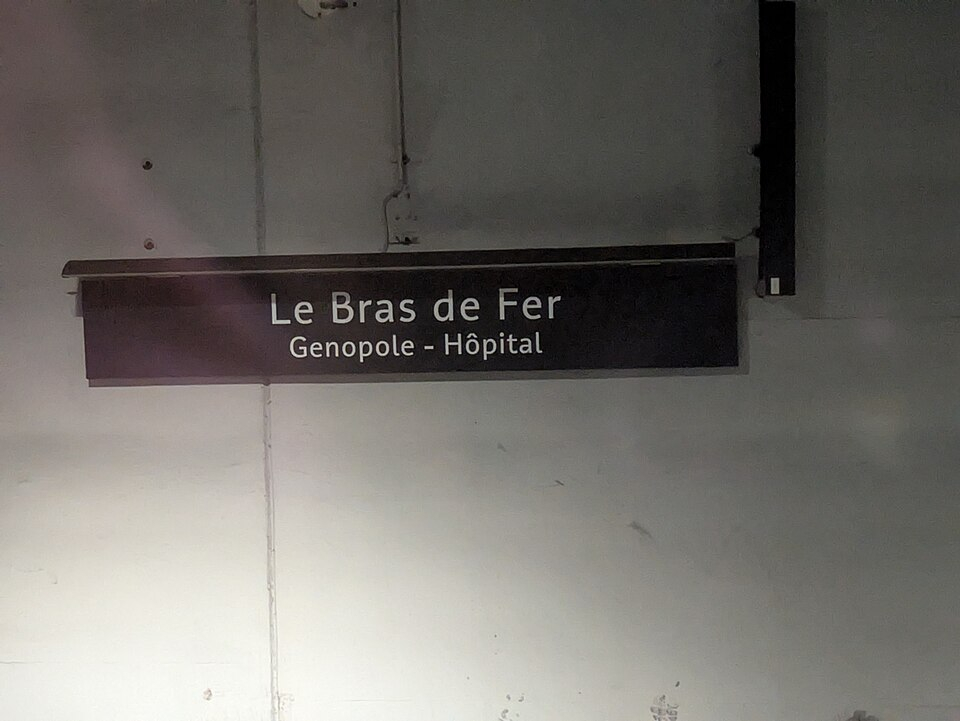 Le Bras de Fer
Genopole - Hôpital